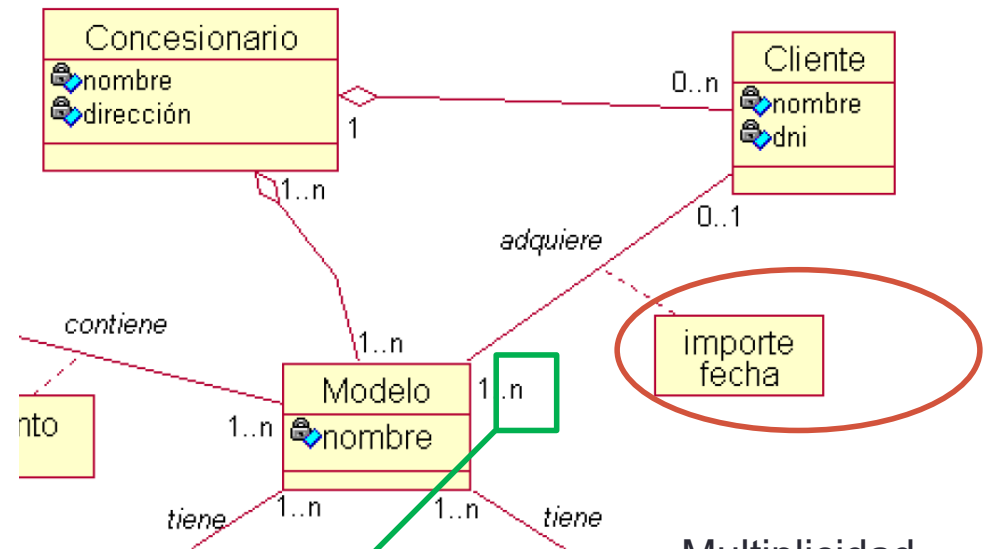 Concesionario
nombre
dirección
1
0..n
Cliente
nombre
dni
1..n
0..1
adquiere
contiene
1..n
importe
fecha
Modelo
1..n
1..n
nombre
tiene
1..n
1..n
tiene